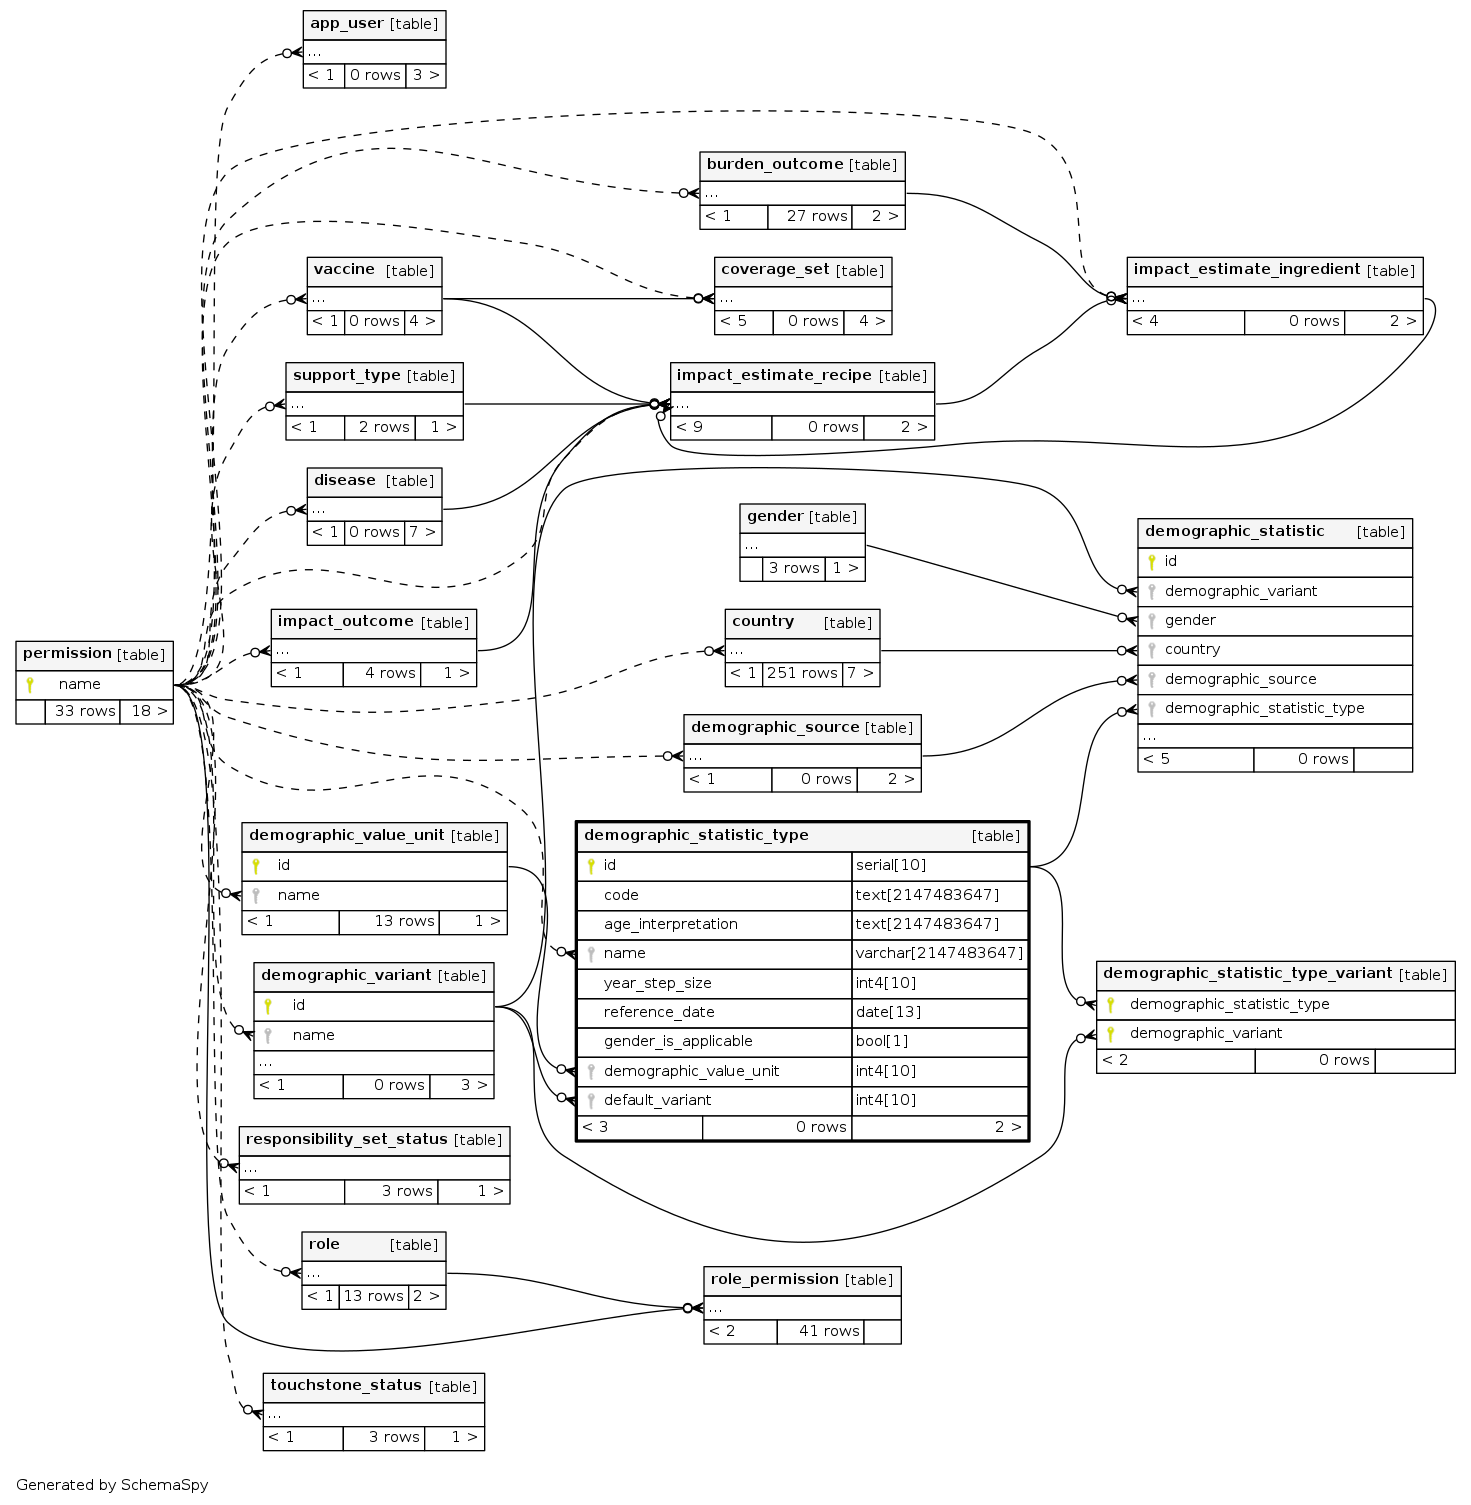 app_user [table]
...
< 1 0 rows 3 >
burden_outcome [table]
...
< 1 27 rows 2 >
vaccine [table]
...
< 1 0 rows 4 >
coverage_set [table]
...
< 5 0 rows 4 >
impact_estimate_ingredient [table]
...
< 4 0 rows 2 >
support_type [table]
...
< 1 2 rows 1 >
impact_estimate_recipe [table]
...
< 9 0 rows 2 >
disease [table]
...
< 1 0 rows 7 >
gender [table]
...
3 rows 1 >
demographic_statistic [table]
id
demographic_variant
gender
country
demographic_source
demographic_statistic_type
...
< 5 0 rows
impact_outcome [table]
...
< 1 4 rows 1 >
country [table]
...
< 1 251 rows 7 >
permission [table]
name
33 rows 18 >
demographic_source [table]
...
< 1 0 rows 2 >
demographic_value_unit [table]
id
name
< 1 13 rows 1 >
demographic_statistic_type [table]
id serial[10]
code text[2147483647]
age_interpretation text[2147483647]
name varchar[2147483647]
year_step_size int4[10]
reference_date date[13]
gender_is_applicable bool[1]
demographic_value_unit int4[10]
default_variant int4[10]
< 3 0 rows 2 >
demographic_variant [table]
id
name
...
< 1 0 rows 3 >
demographic_statistic_type_variant [table]
demographic_statistic_type
demographic_variant
< 2 0 rows
responsibility_set_status [table]
...
< 1 3 rows 1 >
role [table]
...
< 1 13 rows 2 >
role_permission [table]
...
< 2 41 rows
touchstone_status [table]
...
< 1 3 rows 1 >
Generated by SchemaSpy